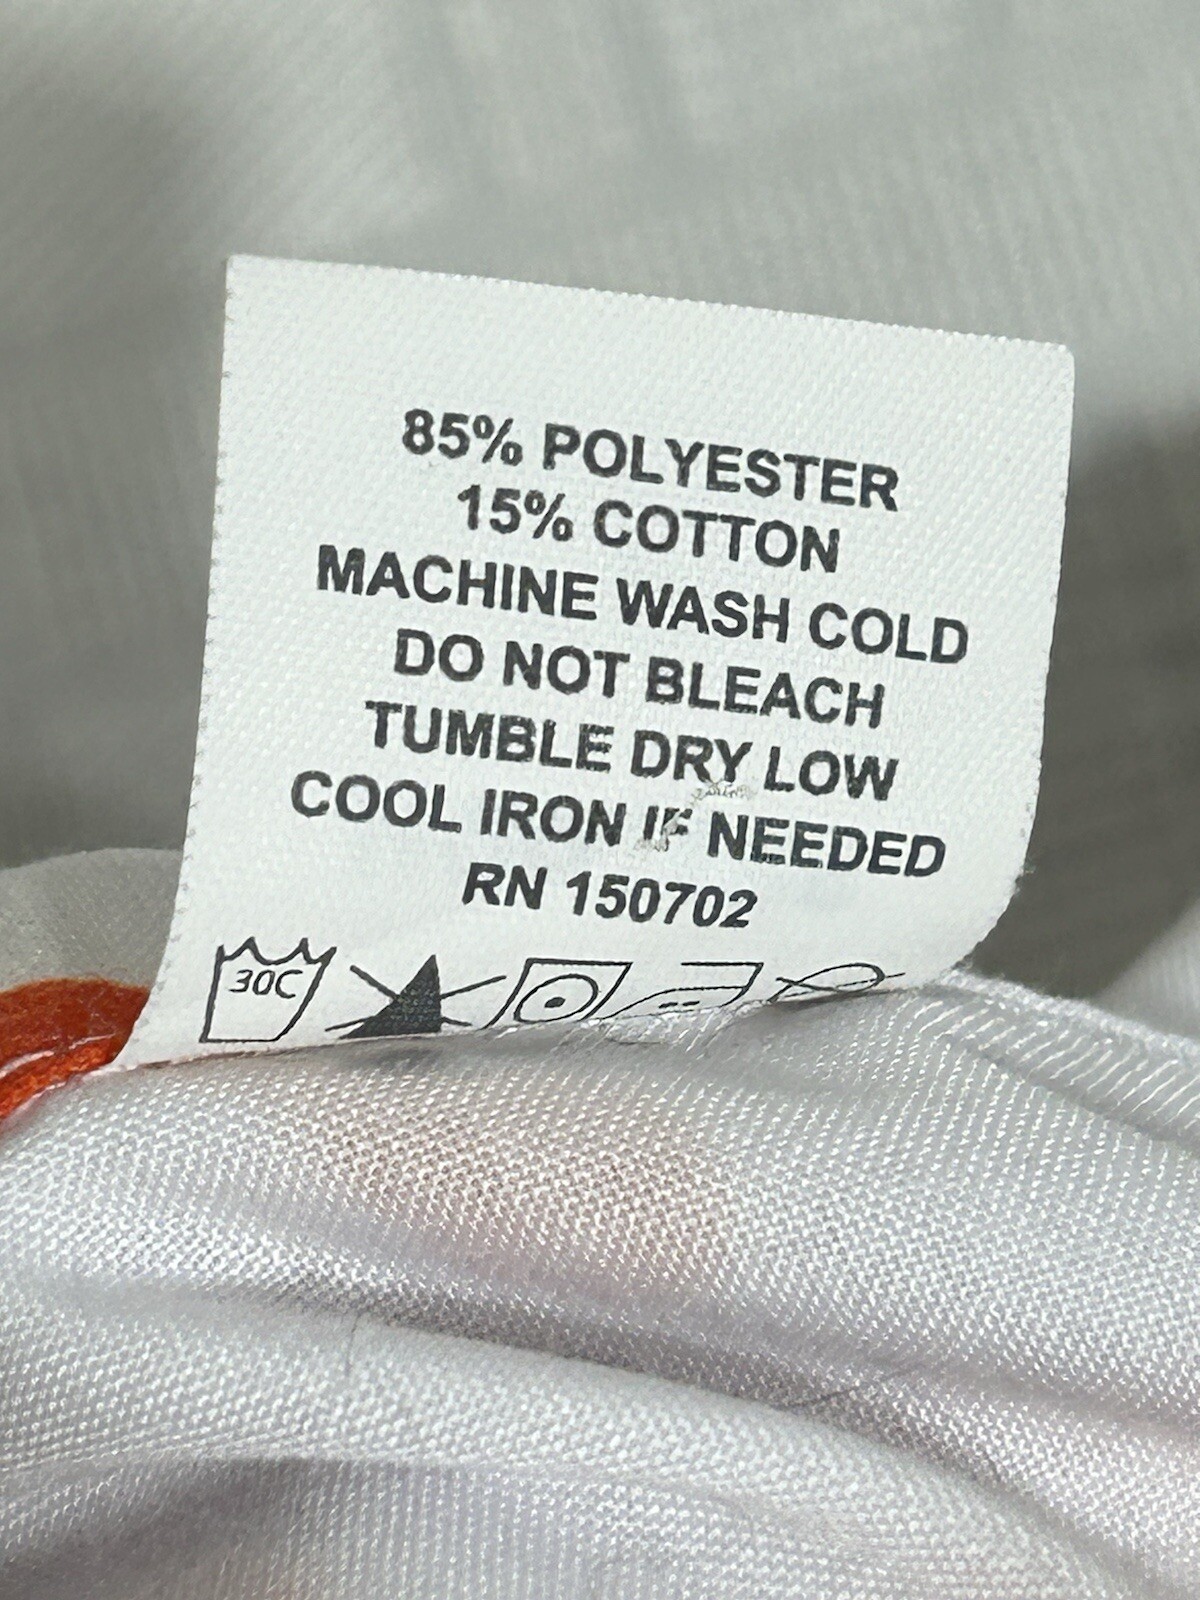 85% POLYESTER
15% COTTON
MACHINE WASH COLD
DO NOT BLEACH
TUMBLE DRY LOW
COOL IRON IF NEEDED
RN 150702
30C